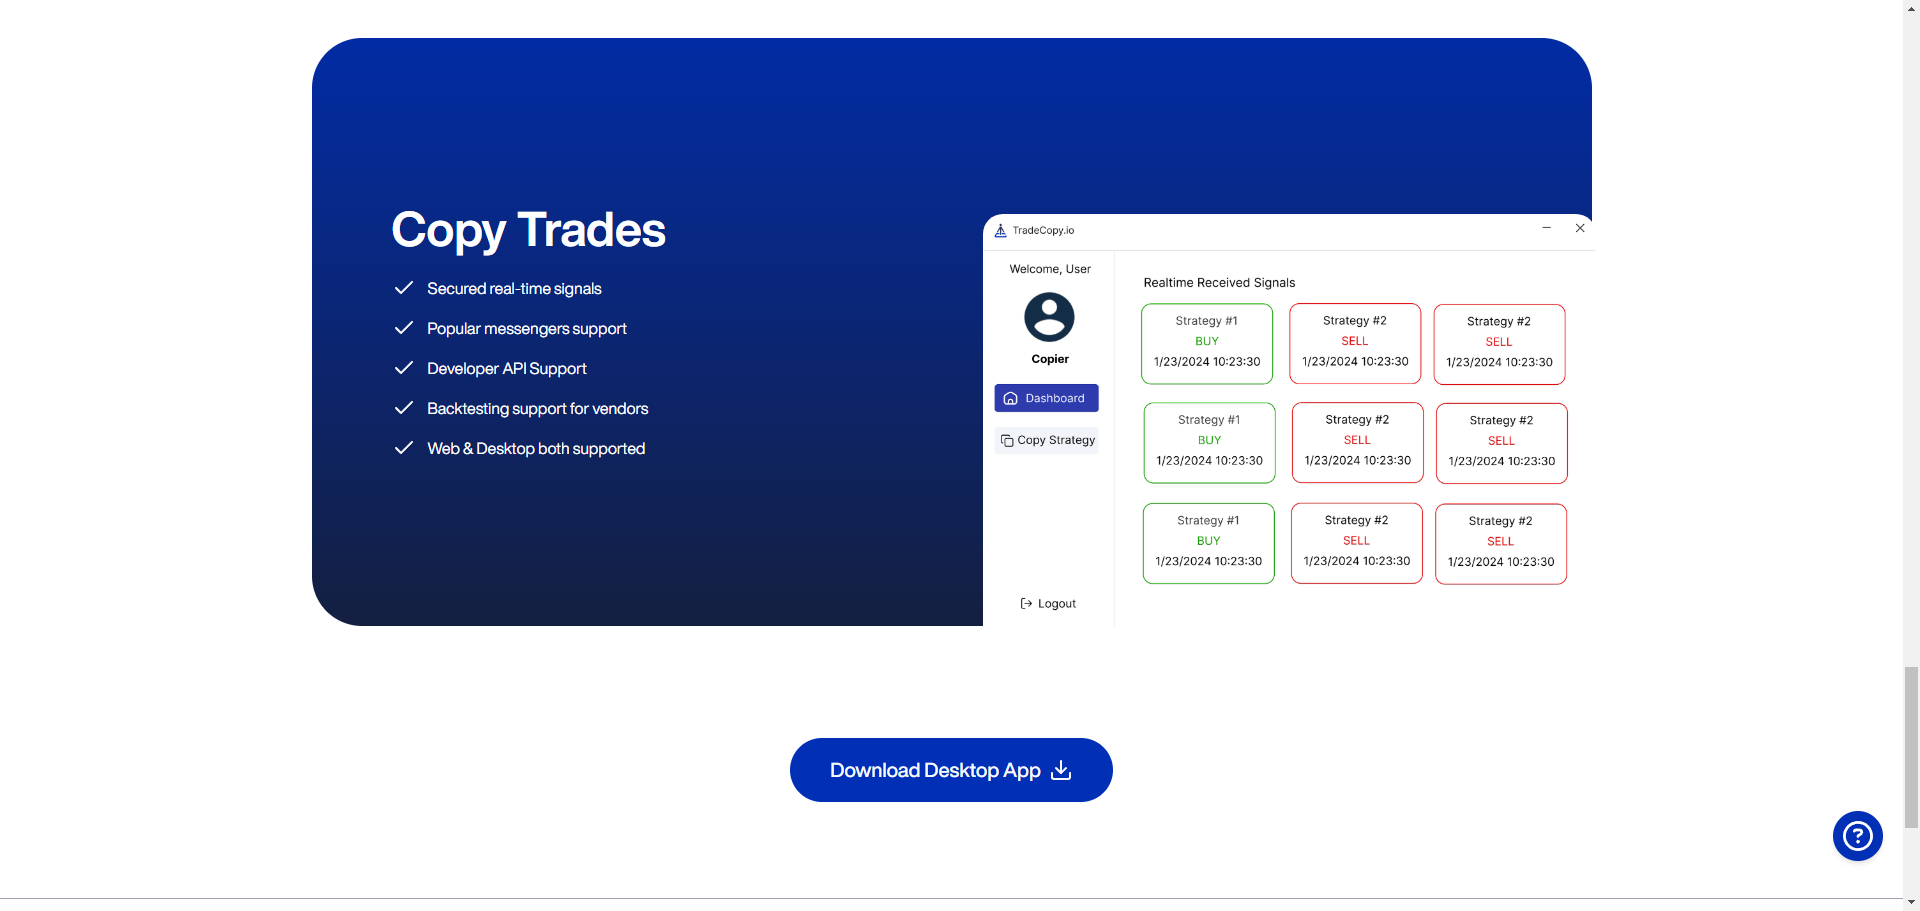 Copy Trades
Secured real-time signals
Popular messengers support
Developer API Support
Backtesting support for vendors
Web & Desktop both supported
TradeCopy.io
Welcome, User
Copier
Dashboard
Copy Strategy
Logout
Realtime Received Signals
Strategy #1
BUY
1/23/2024 10:23:30
Strategy #2
SELL
1/23/2024 10:23:30
Strategy #2
SELL
1/23/2024 10:23:30
Strategy #1
BUY
1/23/2024 10:23:30
Strategy #2
SELL
1/23/2024 10:23:30
Strategy #2
SELL
1/23/2024 10:23:30
Strategy #1
BUY
1/23/2024 10:23:30
Strategy #2
SELL
1/23/2024 10:23:30
Strategy #2
SELL
1/23/2024 10:23:30
Download Desktop App